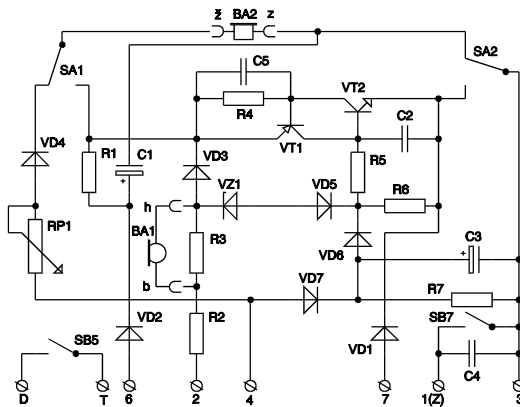 ž BA2 z
SA1
SA2
C5
VT2
R4
C2
VT1
VD4
R1
C1
+
VD3
R5
VZ1
VD5
R6
h
RP1
BA1
R3
VD6
C3
+
b
VD7
R7
SB7
R2
VD2
VD1
SB5
C4
D
T
6
2
4
7
1(Z)
3